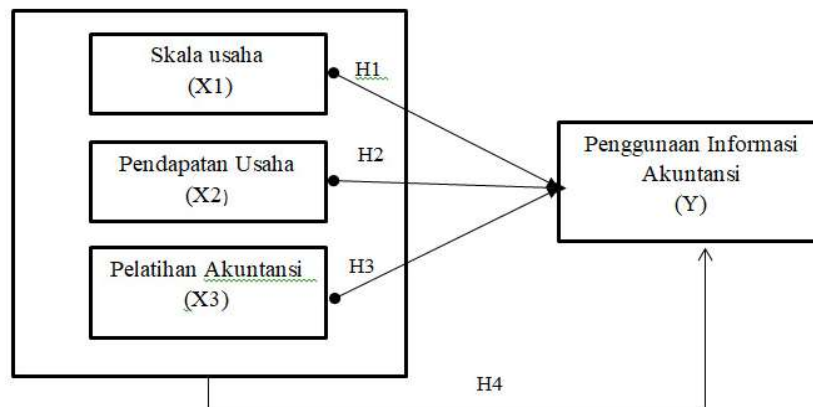 Skala usaha
(X1)
H1
Pendapatan Usaha
(X2)
H2
Pelatihan Akuntansi
(X3)
H3
Penggunaan Informasi
Akuntansi
(Y)
H4